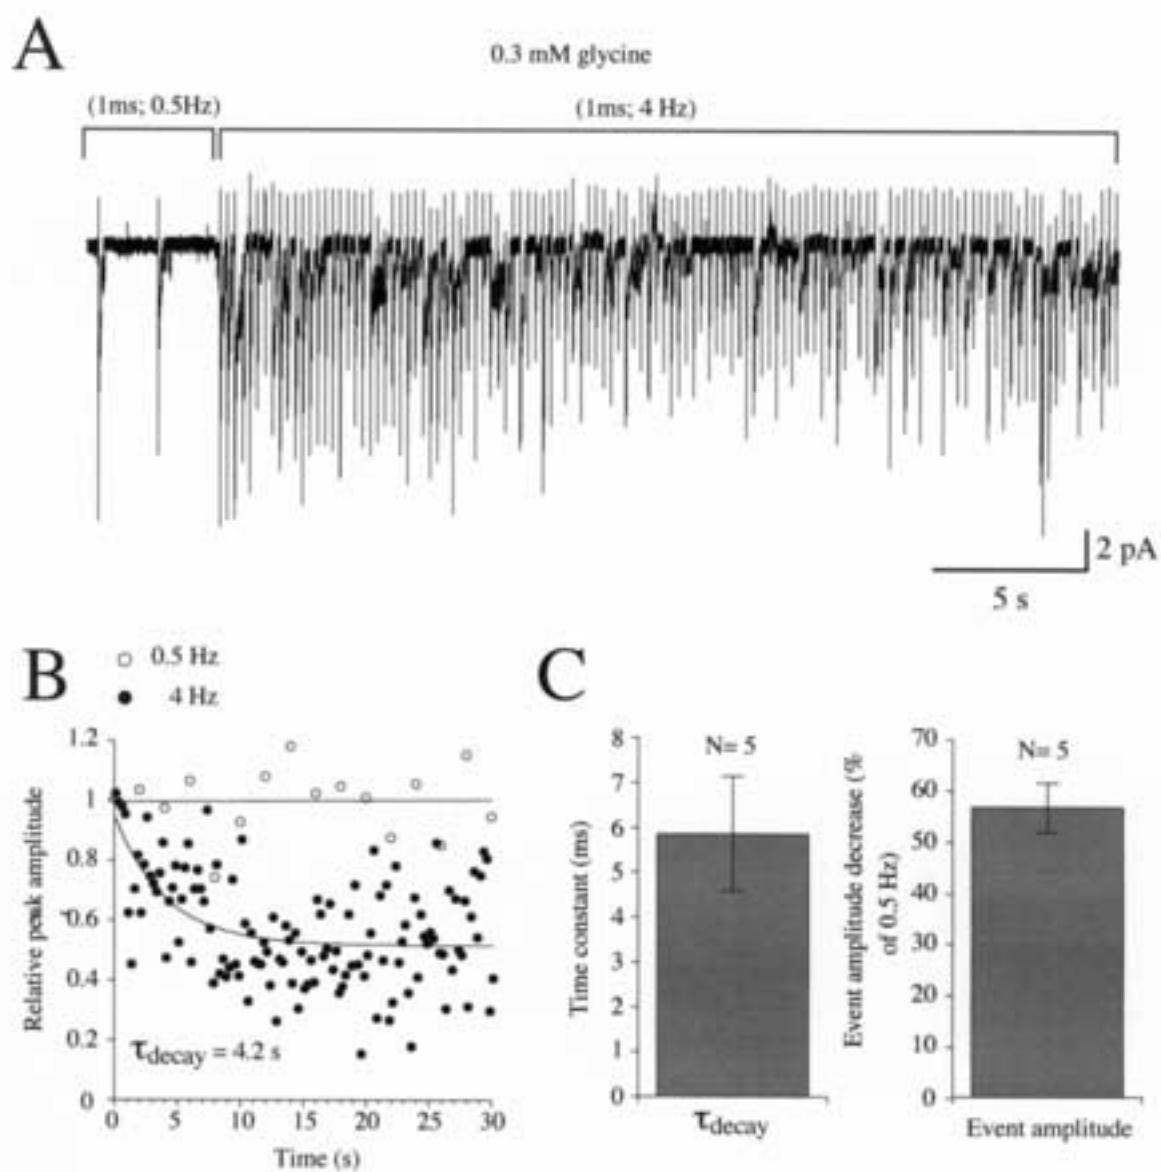 A
0.3 mM glycine
(1ms; 0.5Hz)
(1ms; 4 Hz)
2 pA
5 s
B
0.5 Hz
4 Hz
1.2
1
0.8
0.6
0.4
0.2
0
Relative peak amplitude
τdecay = 4.2 s
0 5 10 15 20 25 30
Time (s)
C
8
7
6
5
4
3
2
1
0
Time constant (ms)
N= 5
τdecay
70
60
50
40
30
20
10
0
Event amplitude decrease (%
of 0.5 Hz)
N= 5
Event amplitude